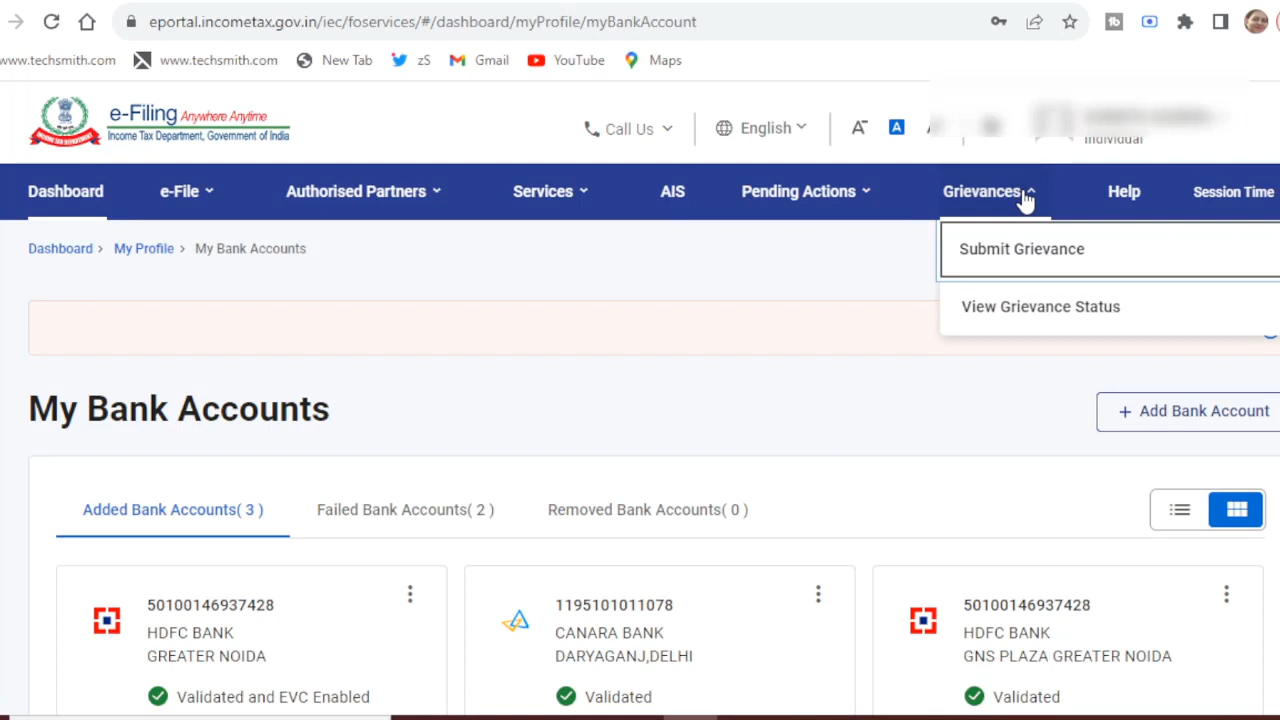 eportal.incometax.gov.in/iec/foservices/#/dashboard/myProfile/myBankAccount
www.techsmith.com www.techsmith.com New Tab zS Gmail YouTube Maps
e-Filing Anywhere Anytime
Income Tax Department, Government of India
Call Us English A A
Individual
Dashboard e-File Authorised Partners Services AIS Pending Actions Grievances Help Session Time
Dashboard > My Profile > My Bank Accounts
Submit Grievance
View Grievance Status
My Bank Accounts
+ Add Bank Account
Added Bank Accounts( 3 ) Failed Bank Accounts( 2 ) Removed Bank Accounts( 0 )
50100146937428 1195101011078 50100146937428
HDFC BANK CANARA BANK HDFC BANK
GREATER NOIDA DARYAGANJ,DELHI GNS PLAZA GREATER NOIDA
Validated and EVC Enabled Validated Validated